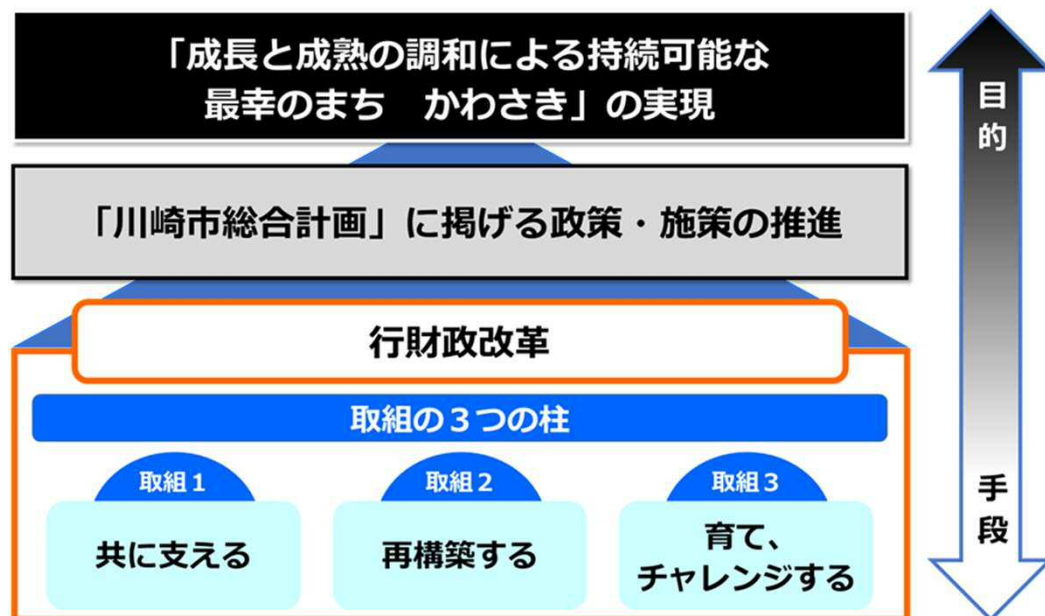 「成長と成熟の調和による持続可能な
最幸のまち　かわさき」の実現
「川崎市総合計画」に掲げる政策・施策の推進
行財政改革
取組の３つの柱
取組１
共に支える
取組２
再構築する
取組３
育て、
チャレンジする
目的
手段